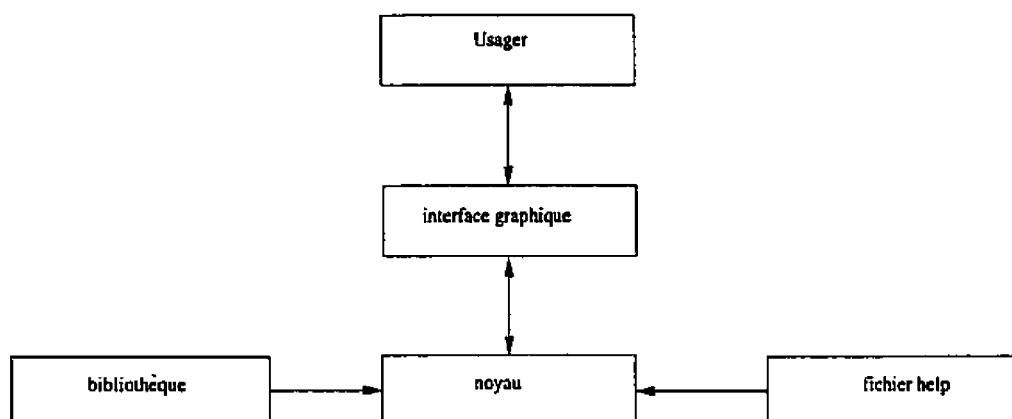 Usager
interface graphique
bibliothèque
noyau
fichier help